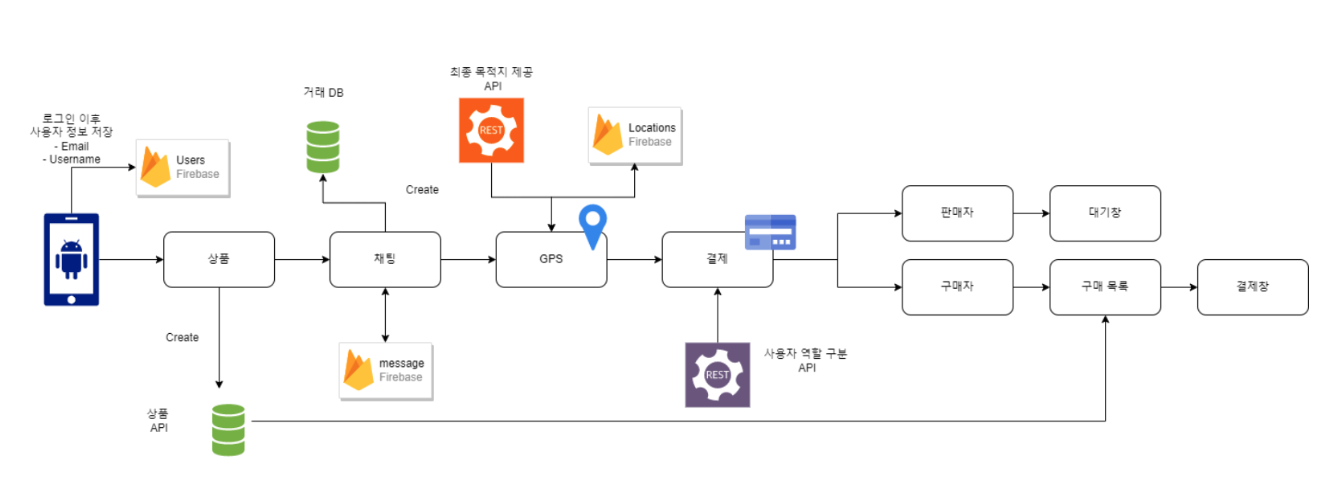 최종 목적지 제공
API
거래 DB
로그인 이후
사용자 정보 저장
- Email
- Username
Users
Firebase
Locations
Firebase
Create
REST
상품
채팅
GPS
결제
판매자
대기창
구매자
구매 목록
결제창
Create
message
Firebase
REST
사용자 역할 구분
API
상품
API